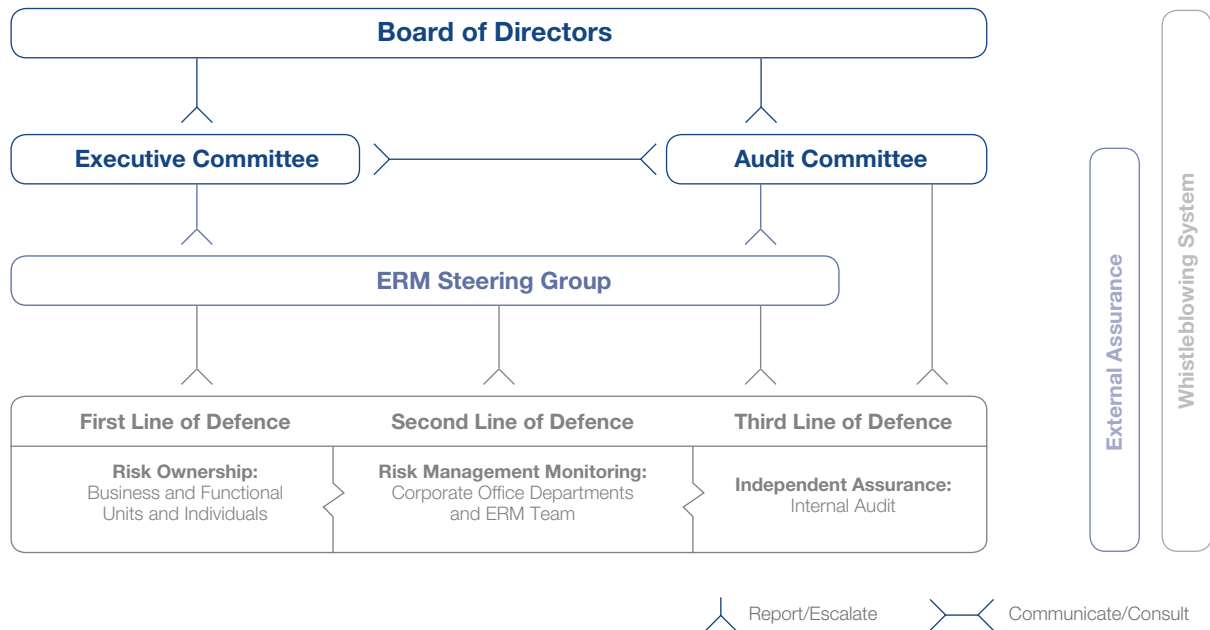 Board of Directors
Executive Committee
Audit Committee
ERM Steering Group
First Line of Defence
Second Line of Defence
Third Line of Defence
Risk Ownership:
Business and Functional
Units and Individuals
Risk Management Monitoring:
Corporate Office Departments
and ERM Team
Independent Assurance:
Internal Audit
External Assurance
Whistleblowing System
Report/Escalate
Communicate/Consult